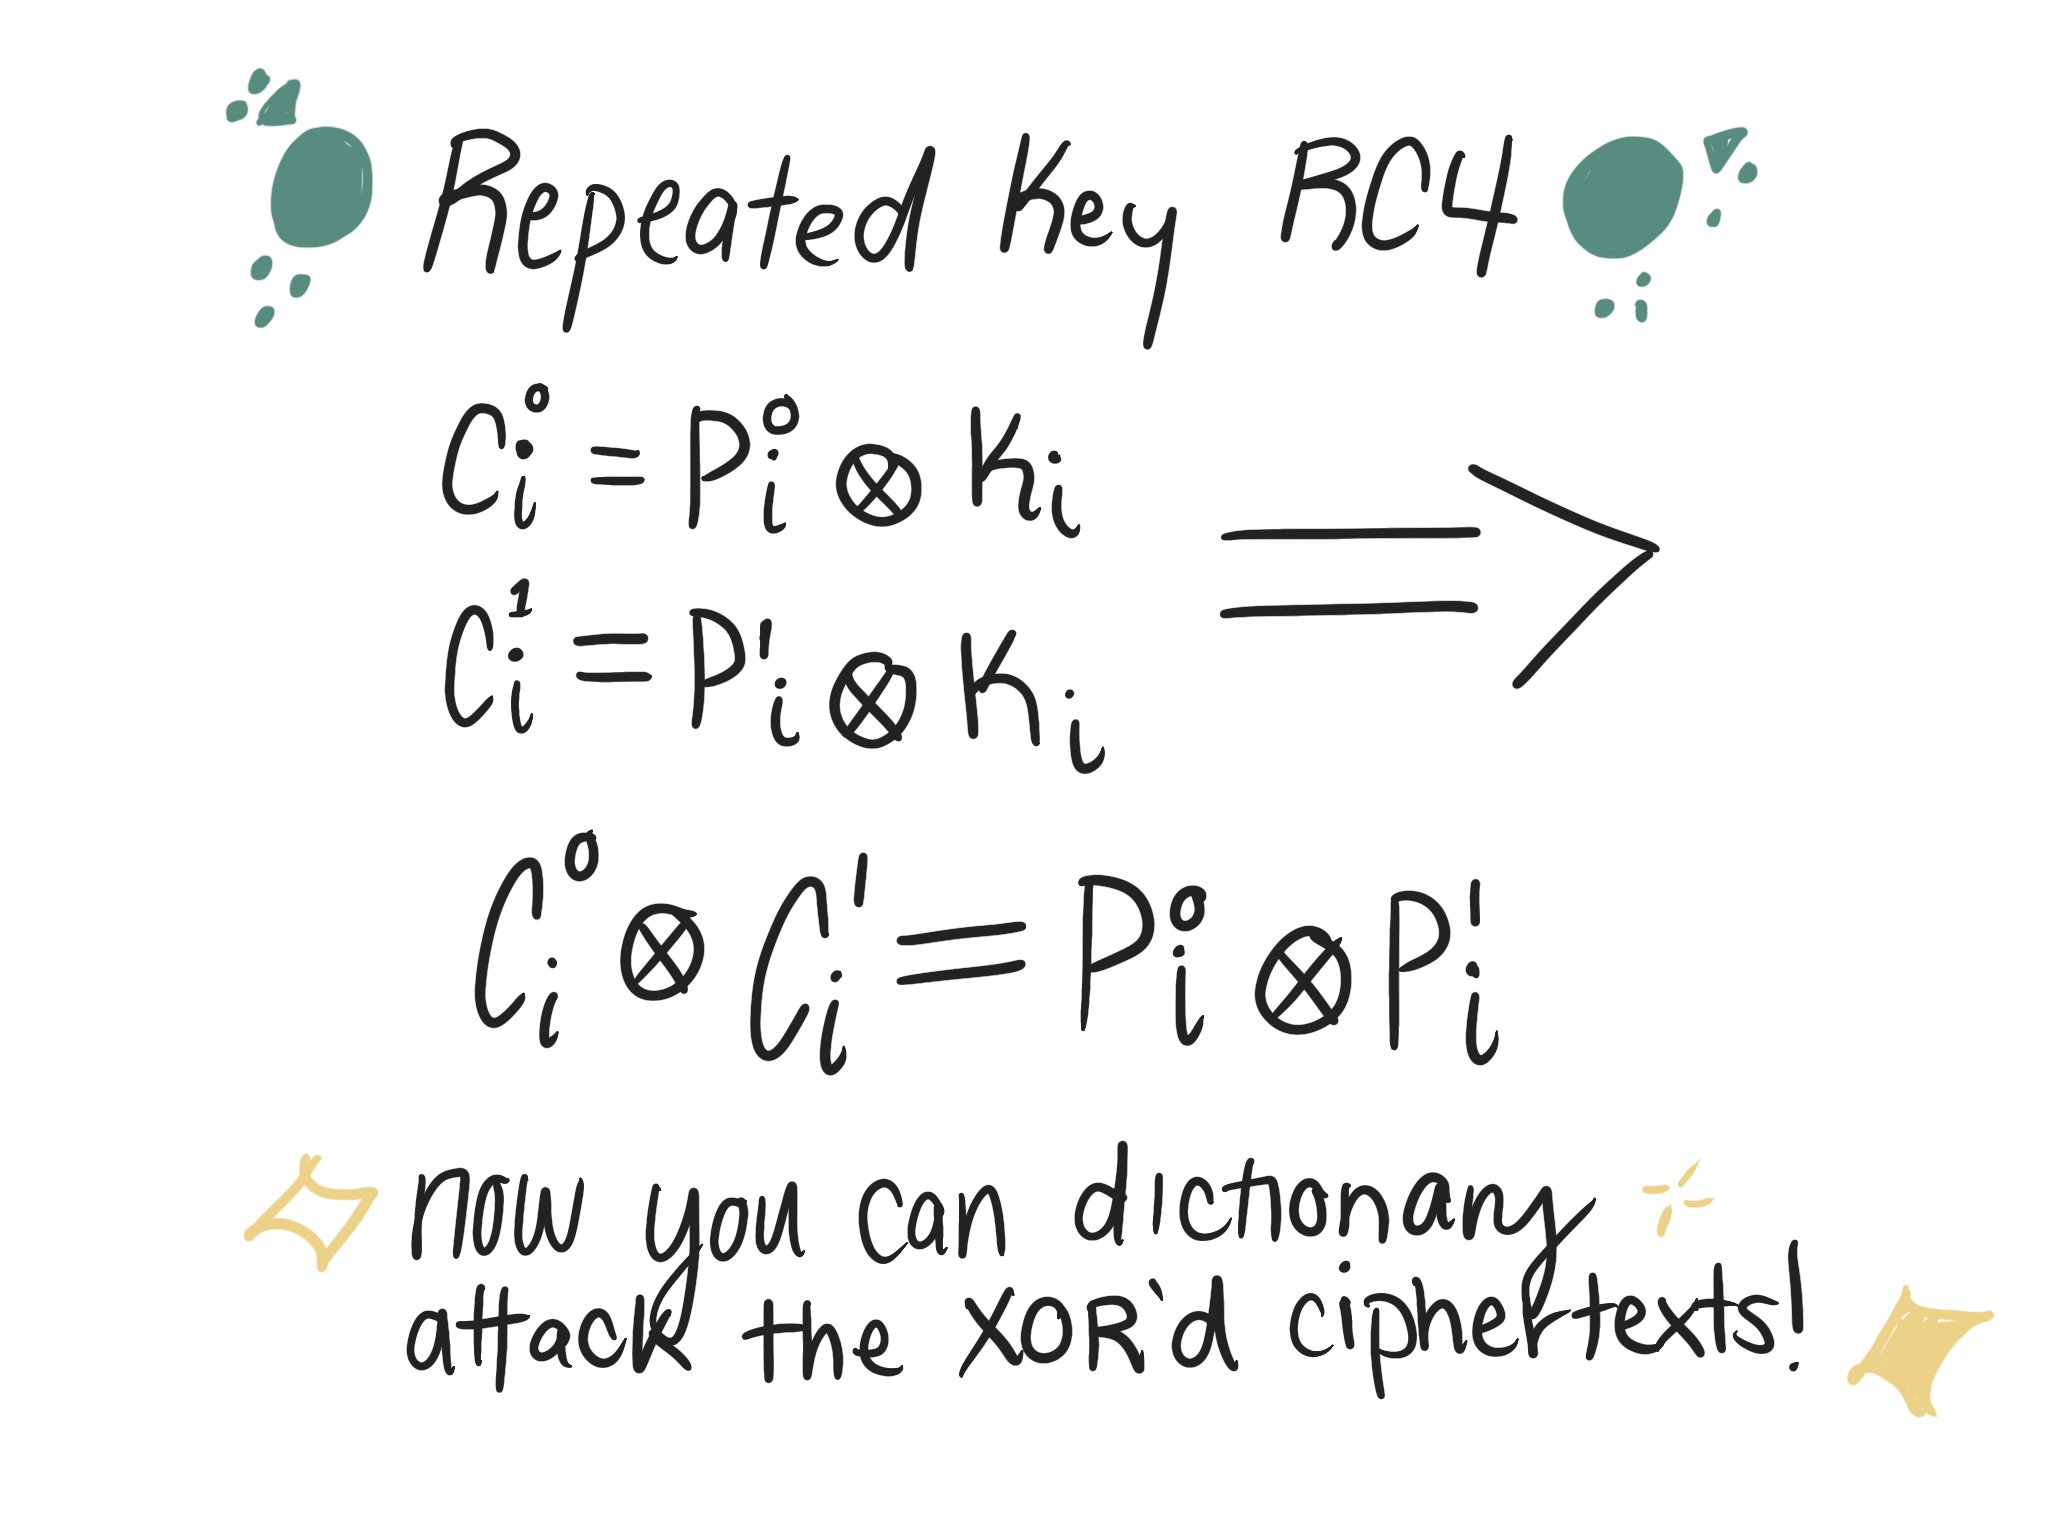 Repeated Key RC4
C⁰ᵢ = P⁰ᵢ ⊗ Kᵢ
C¹ᵢ = P¹ᵢ ⊗ Kᵢ
⟹
C⁰ᵢ ⊗ C¹ᵢ = P⁰ᵢ ⊗ P¹ᵢ
now you can dictionary
attack the XOR'd ciphertexts!